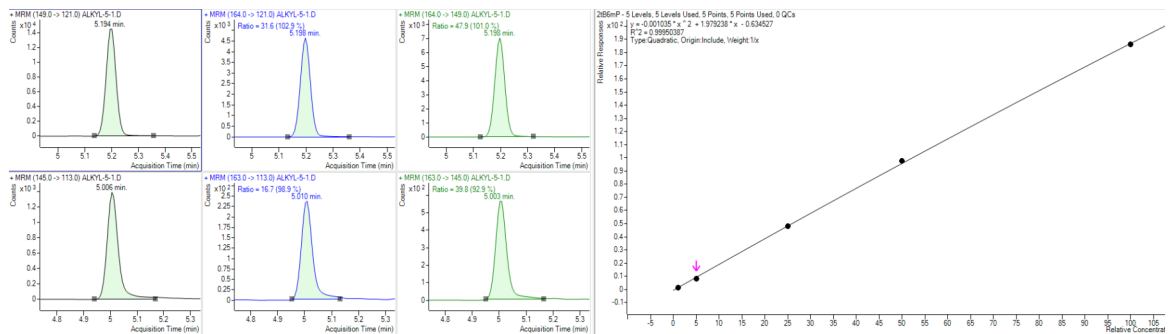 + MRM (149.0 -> 121.0) ALKYL-5-1.D
Counts
x10 4
5.194 min.
1.4
1.2
1
0.8
0.6
0.4
0.2
0
5 5.1 5.2 5.3 5.4 5.5
Acquisition Time (min)
+ MRM (164.0 -> 121.0) ALKYL-5-1.D
Counts
x10 3
Ratio = 31.6 (102.9 %)
5.198 min.
4.5
4
3.5
3
2.5
2
1.5
1
0.5
0
5 5.1 5.2 5.3 5.4 5.5
Acquisition Time (min)
+ MRM (164.0 -> 149.0) ALKYL-5-1.D
Counts
x10 3
Ratio = 47.9 (101.0 %)
5.198 min.
7
6
5
4
3
2
1
0
5 5.1 5.2 5.3 5.4 5.5
Acquisition Time (min)
+ MRM (145.0 -> 113.0) ALKYL-5-1.D
Counts
x10 3
5.006 min.
1.2
1
0.8
0.6
0.4
0.2
0
4.8 4.9 5 5.1 5.2 5.3
Acquisition Time (min)
+ MRM (163.0 -> 113.0) ALKYL-5-1.D
Counts
x10 2
Ratio = 16.7 (98.9 %)
5.010 min.
2.5
2.25
2
1.75
1.5
1.25
1
0.75
0.5
0.25
0
4.8 4.9 5 5.1 5.2 5.3
Acquisition Time (min)
+ MRM (163.0 -> 145.0) ALKYL-5-1.D
Counts
x10 2
Ratio = 39.8 (92.9 %)
5.003 min.
5
4
3
2
1
0
4.8 4.9 5 5.1 5.2 5.3
Acquisition Time (min)
2tB6mP - 5 Levels, 5 Levels Used, 5 Points, 5 Points Used, 0 QCs
Relative Responses
x10 2
y = -0.001035 * x ^ 2 + 1.979238 * x - 0.634527
R^2 = 0.99950387
Type:Quadratic, Origin:Include, Weight:1/x
1.9
1.8
1.7
1.6
1.5
1.4
1.3
1.2
1.1
1
0.9
0.8
0.7
0.6
0.5
0.4
0.3
0.2
0.1
0
-0.1
-5 0 5 10 15 20 25 30 35 40 45 50 55 60 65 70 75 80 85 90 95 100 105
Relative Concentrat